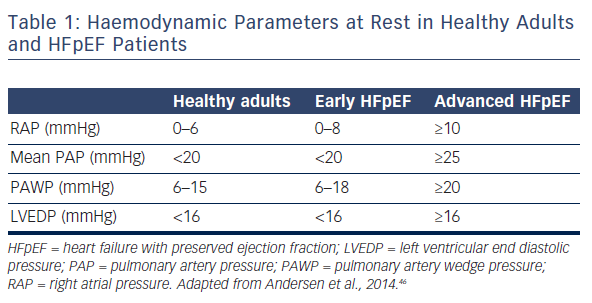 Table 1: Haemodynamic Parameters at Rest in Healthy Adults
and HFpEF Patients
Healthy adults Early HFpEF Advanced HFpEF
RAP (mmHg) 0–6 0–8 ≥10
Mean PAP (mmHg) <20 <20 ≥25
PAWP (mmHg) 6–15 6–18 ≥20
LVEDP (mmHg) <16 <16 ≥16
HFpEF = heart failure with preserved ejection fraction; LVEDP = left ventricular end diastolic
pressure; PAP = pulmonary artery pressure; PAWP = pulmonary artery wedge pressure;
RAP = right atrial pressure. Adapted from Andersen et al., 2014.⁴⁶